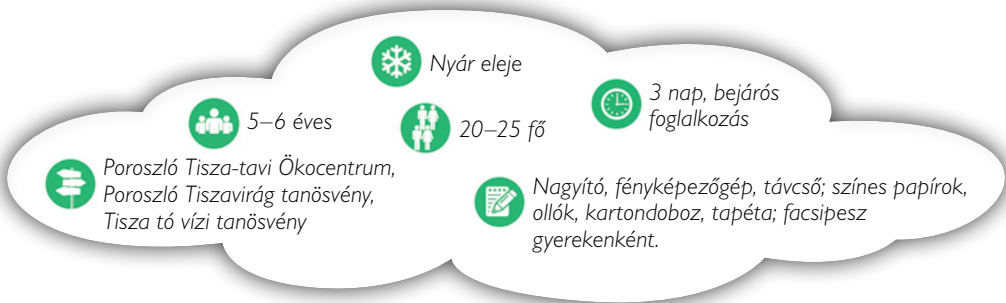 Nyár eleje
3 nap, bejárós
foglalkozás
5–6 éves
20–25 fő
Poroszló Tisza-tavi Ökocentrum,
Poroszló Tiszavirág tanösvény,
Tisza tó vízi tanösvény
Nagyító, fényképezőgép, távcső; színes papírok,
ollók, kartondoboz, tapéta; facsipesz
gyerekenként.